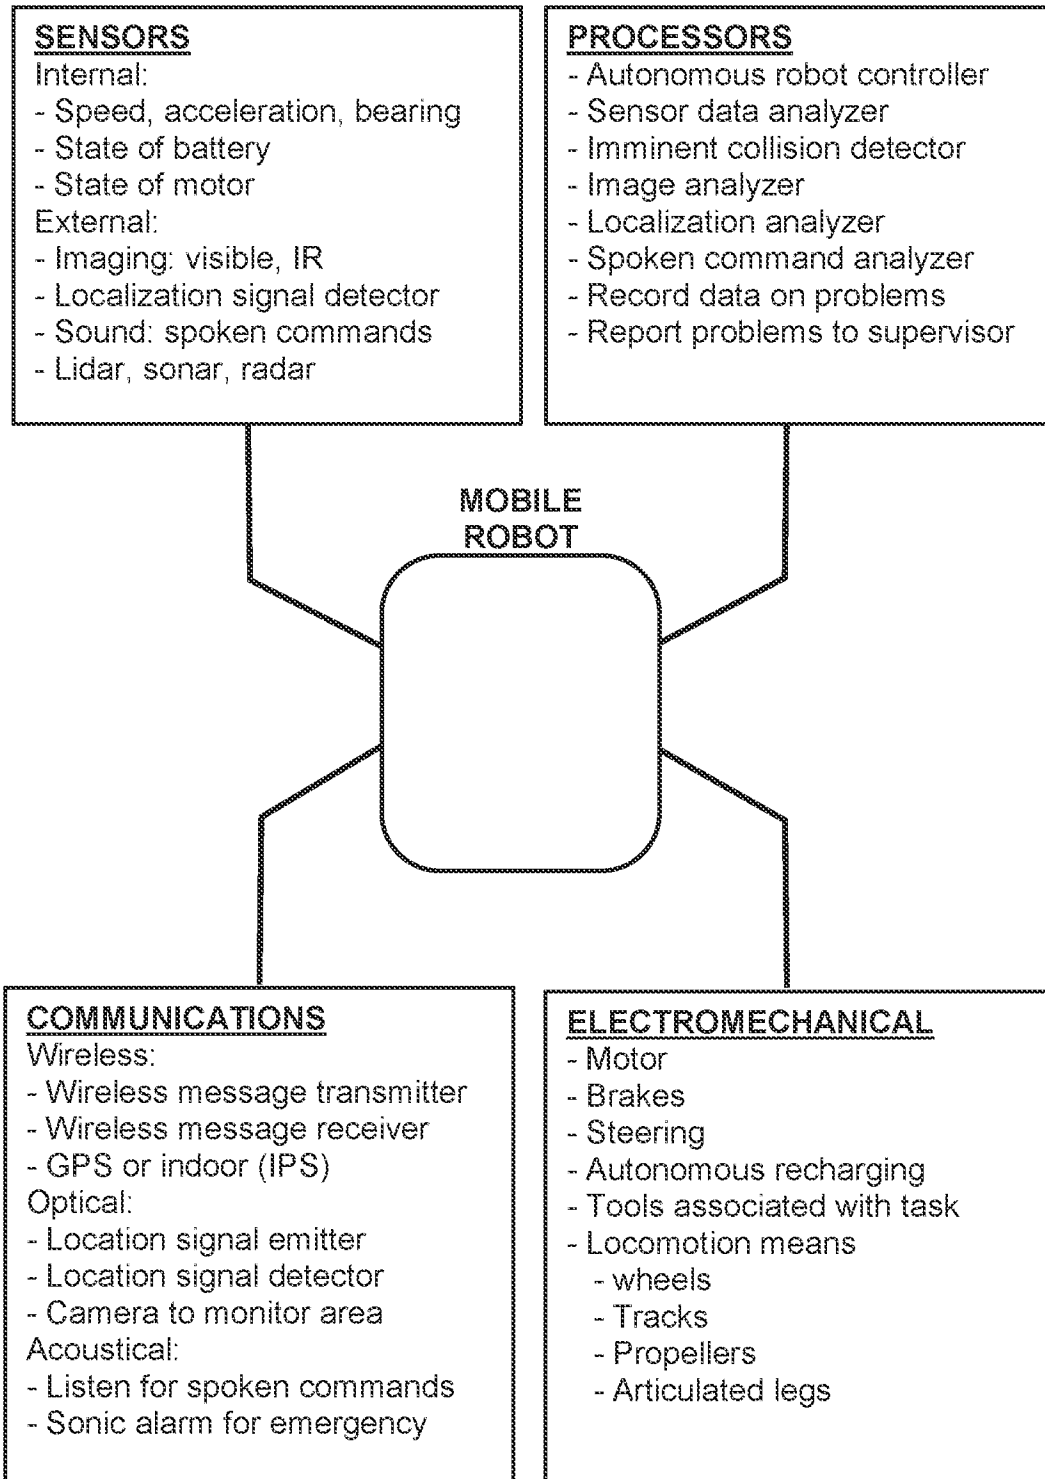 SENSORS
Internal:
- Speed, acceleration, bearing
- State of battery
- State of motor
External:
- Imaging: visible, IR
- Localization signal detector
- Sound: spoken commands
- Lidar, sonar, radar
PROCESSORS
- Autonomous robot controller
- Sensor data analyzer
- Imminent collision detector
- Image analyzer
- Localization analyzer
- Spoken command analyzer
- Record data on problems
- Report problems to supervisor
MOBILE
ROBOT
COMMUNICATIONS
Wireless:
- Wireless message transmitter
- Wireless message receiver
- GPS or indoor (IPS)
Optical:
- Location signal emitter
- Location signal detector
- Camera to monitor area
Acoustical:
- Listen for spoken commands
- Sonic alarm for emergency
ELECTROMECHANICAL
- Motor
- Brakes
- Steering
- Autonomous recharging
- Tools associated with task
- Locomotion means
- wheels
- Tracks
- Propellers
- Articulated legs